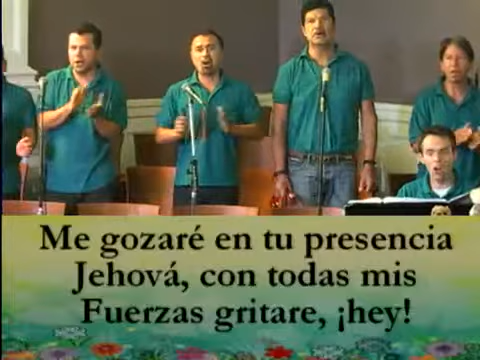 Me gozaré en tu presencia
Jehová, con todas mis
Fuerzas gritare, ¡hey!